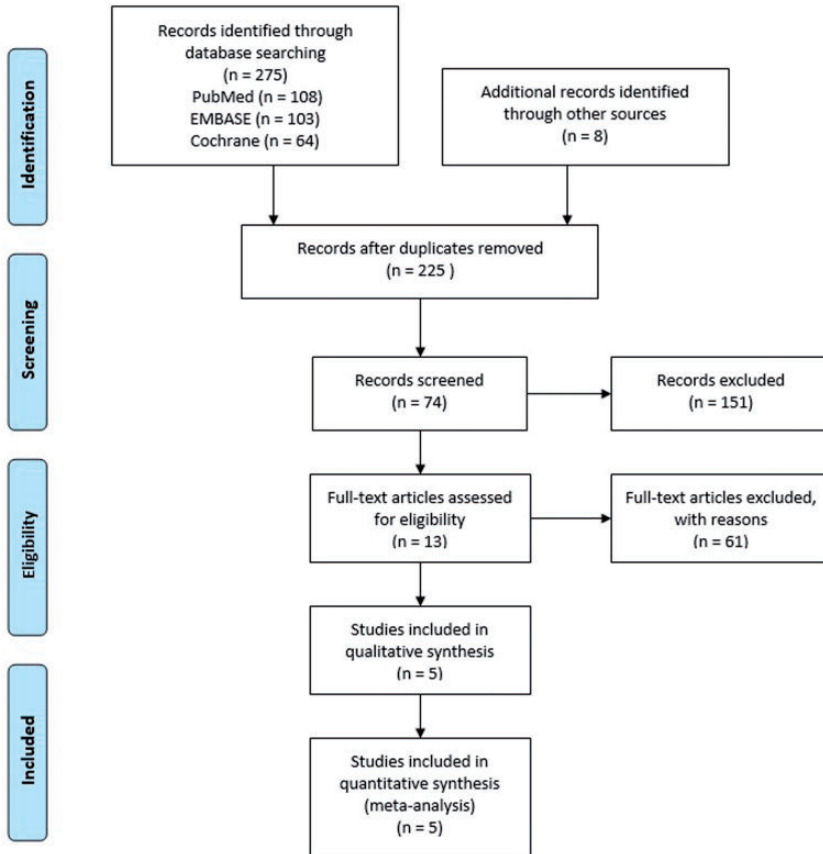 Identification
Records identified through
database searching
(n = 275)
PubMed (n = 108)
EMBASE (n = 103)
Cochrane (n = 64)
Additional records identified
through other sources
(n = 8)
Records after duplicates removed
(n = 225 )
Screening
Records screened
(n = 74)
Records excluded
(n = 151)
Eligibility
Full-text articles assessed
for eligibility
(n = 13)
Full-text articles excluded,
with reasons
(n = 61)
Studies included in
qualitative synthesis
(n = 5)
Included
Studies included in
quantitative synthesis
(meta-analysis)
(n = 5)